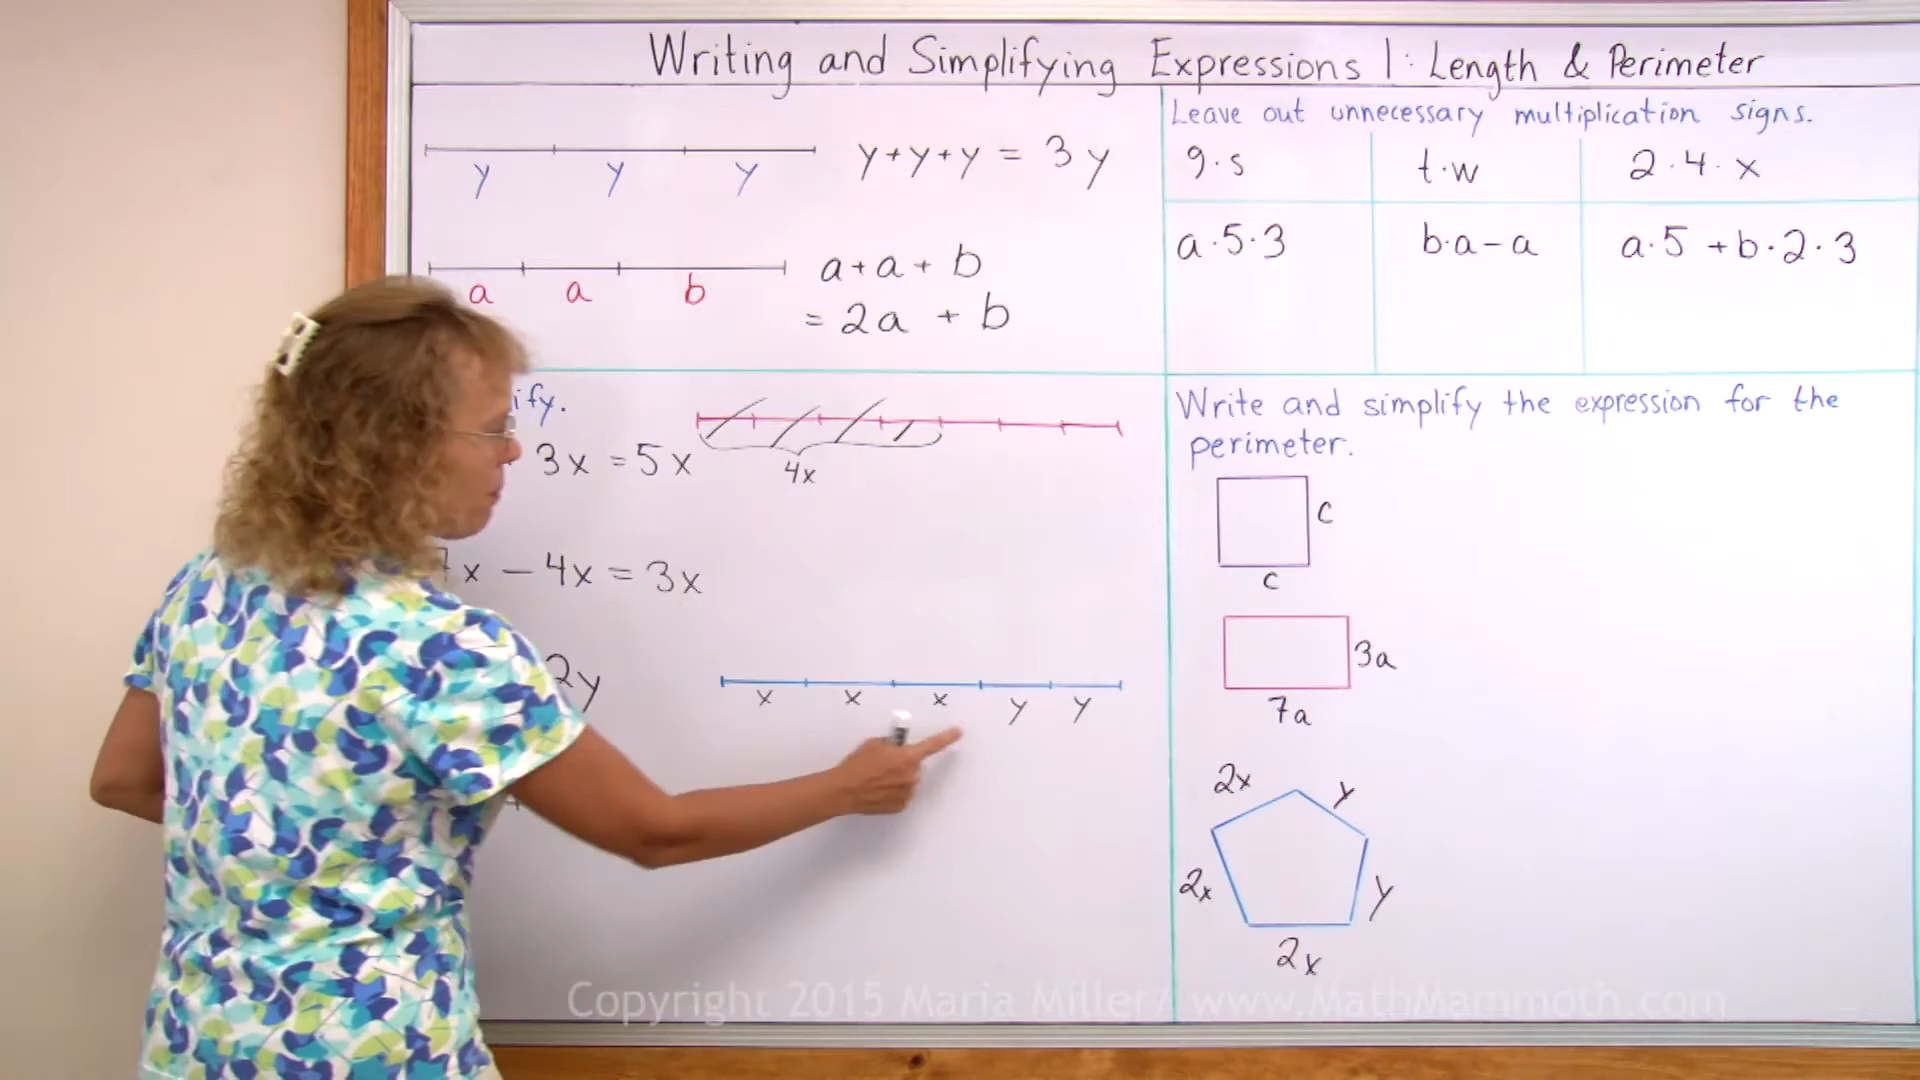 Writing and Simplifying Expressions 1: Length & Perimeter
y y y
y+y+y = 3y
a a b
a+a+ b
= 2a + b
Leave out unnecessary multiplication signs.
9·s
t·w
2·4·x
a·5·3
b·a-a
a·5 +b·2·3
ify.
3x = 5x
4x
7x - 4x = 3x
2y
x x x y y
Write and simplify the expression for the
perimeter.
c
c
3a
7a
2x
y
2x
y
2x
Copyright 2015 Maria Miller / www.MathMammoth.com